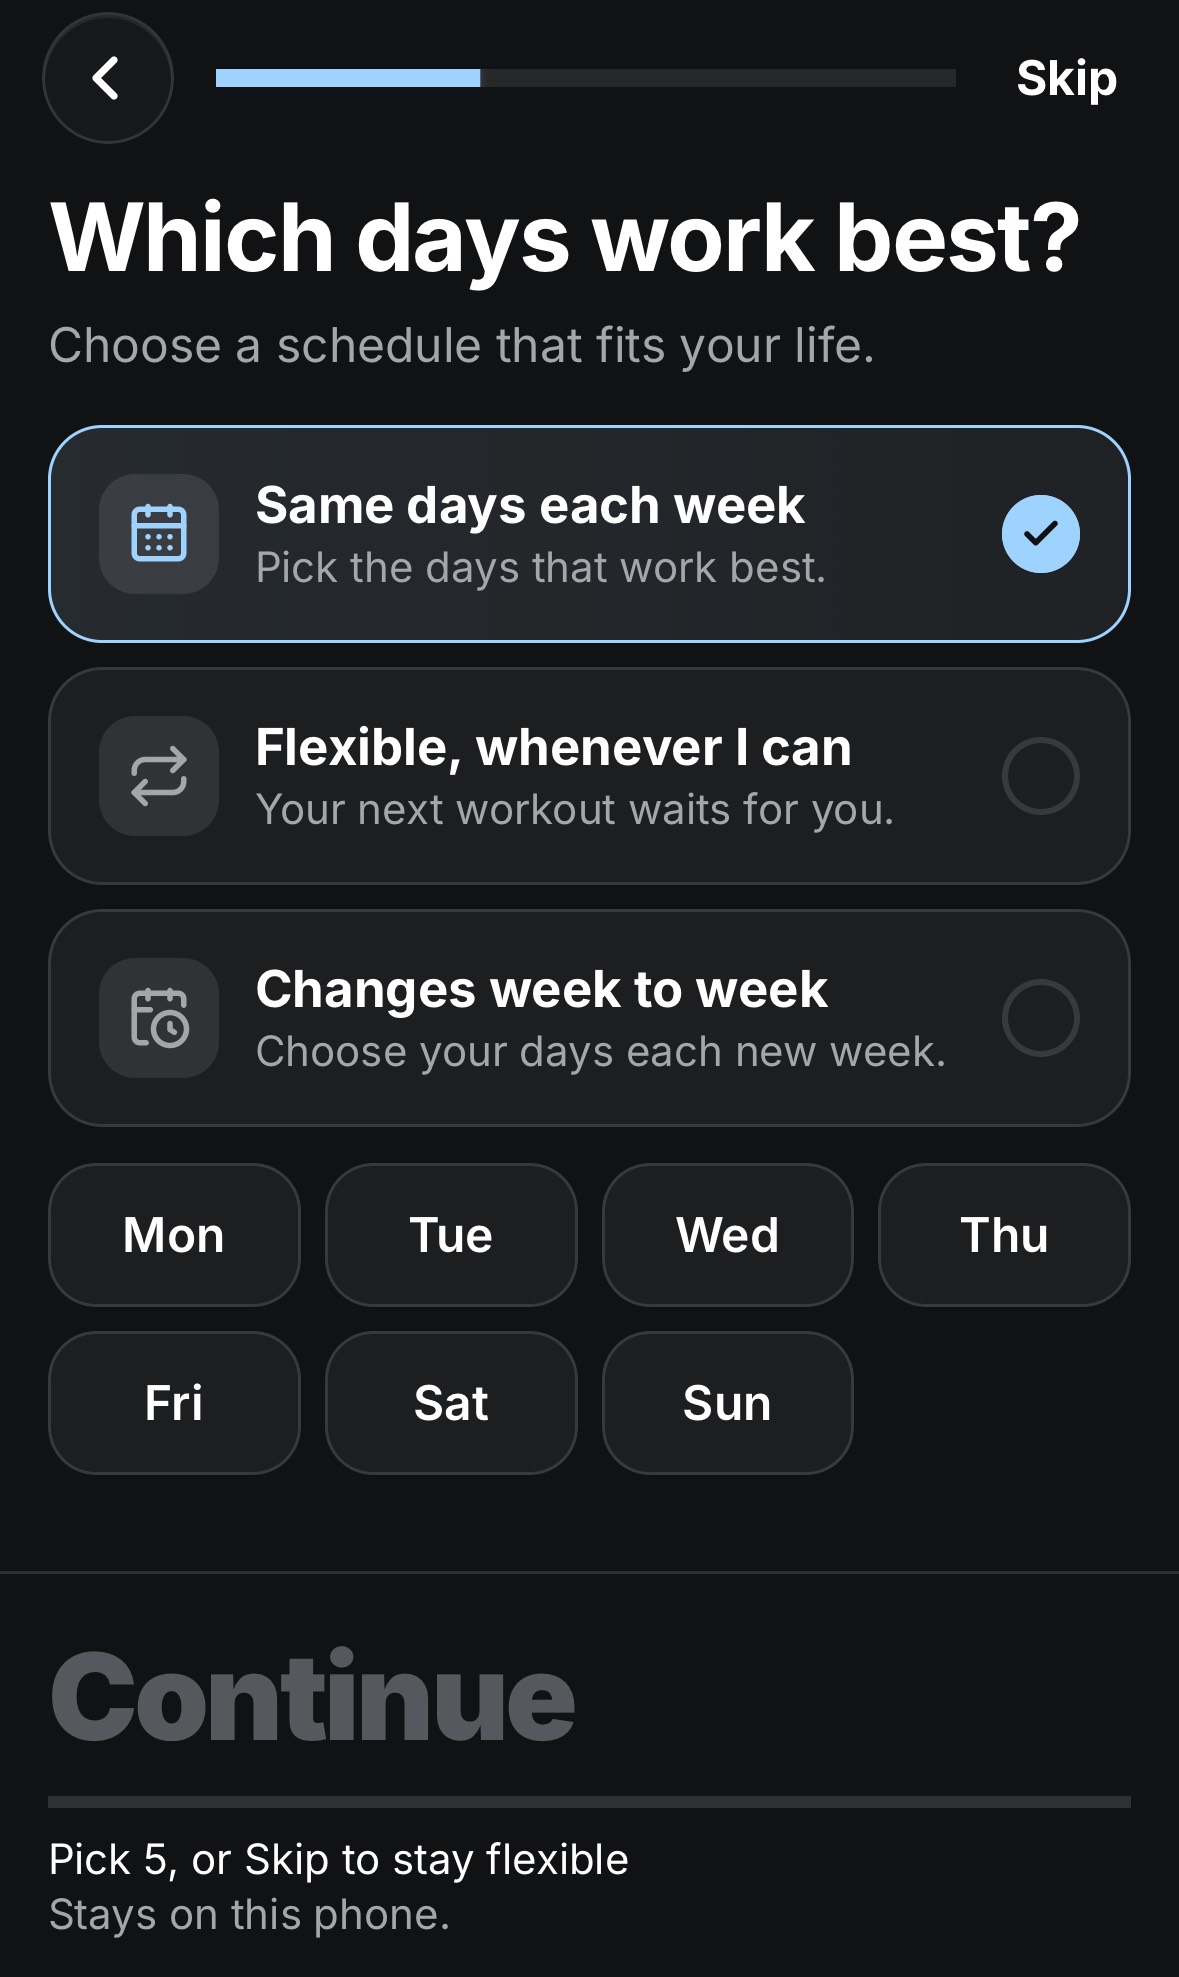 Skip
Which days work best?
Choose a schedule that fits your life.
Same days each week
Pick the days that work best.
Flexible, whenever I can
Your next workout waits for you.
Changes week to week
Choose your days each new week.
Mon Tue Wed Thu
Fri Sat Sun
Continue
Pick 5, or Skip to stay flexible
Stays on this phone.